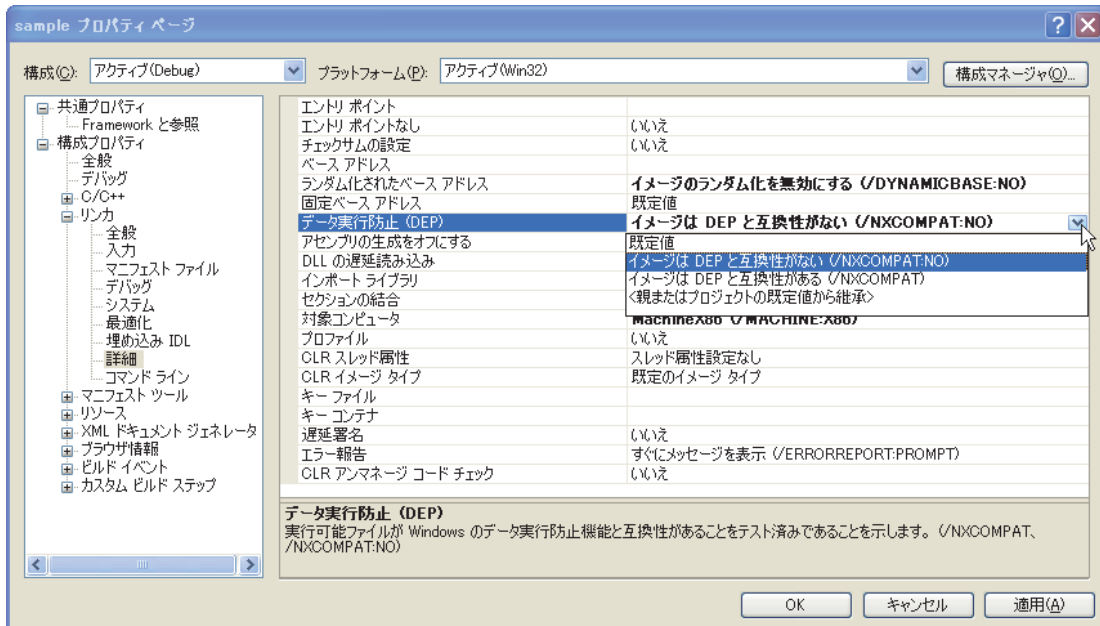 sample プロパティ ページ
構成(C): アクティブ(Debug) プラットフォーム(P): アクティブ(Win32) 構成マネージャ(O)...
共通プロパティ
Framework と参照
構成プロパティ
全般
デバッグ
C/C++
リンカ
全般
入力
マニフェスト ファイル
デバッグ
システム
最適化
埋め込み IDL
詳細
コマンド ライン
マニフェスト ツール
リソース
XML ドキュメント ジェネレータ
ブラウザ情報
ビルド イベント
カスタム ビルド ステップ
エントリ ポイント
エントリ ポイントなし いいえ
チェックサムの設定 いいえ
ベース アドレス
ランダム化されたベース アドレス イメージのランダム化を無効にする (/DYNAMICBASE:NO)
固定ベース アドレス 既定値
データ実行防止 (DEP) イメージは DEP と互換性がない (/NXCOMPAT:NO)
アセンブリの生成をオフにする 既定値
DLL の遅延読み込み イメージは DEP と互換性がない (/NXCOMPAT:NO)
インポート ライブラリ イメージは DEP と互換性がある (/NXCOMPAT)
セクションの結合 <親またはプロジェクトの既定値から継承>
対象コンピュータ MachineX86 (/MACHINE:X86)
プロファイル いいえ
CLR スレッド属性 スレッド属性設定なし
CLR イメージ タイプ 既定のイメージ タイプ
キー ファイル
キー コンテナ
遅延署名 いいえ
エラー報告 すぐにメッセージを表示 (/ERRORREPORT:PROMPT)
CLR アンマネージ コード チェック いいえ
データ実行防止 (DEP)
実行可能ファイルが Windows のデータ実行防止機能と互換性があることをテスト済みであることを示します。 (/NXCOMPAT、
/NXCOMPAT:NO)
OK キャンセル 適用(A)